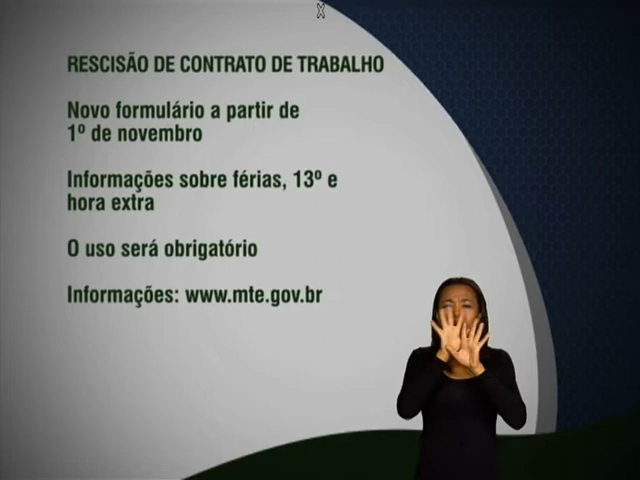 RESCISÃO DE CONTRATO DE TRABALHO
Novo formulário a partir de
1º de novembro
Informações sobre férias, 13º e
hora extra
O uso será obrigatório
Informações: www.mte.gov.br